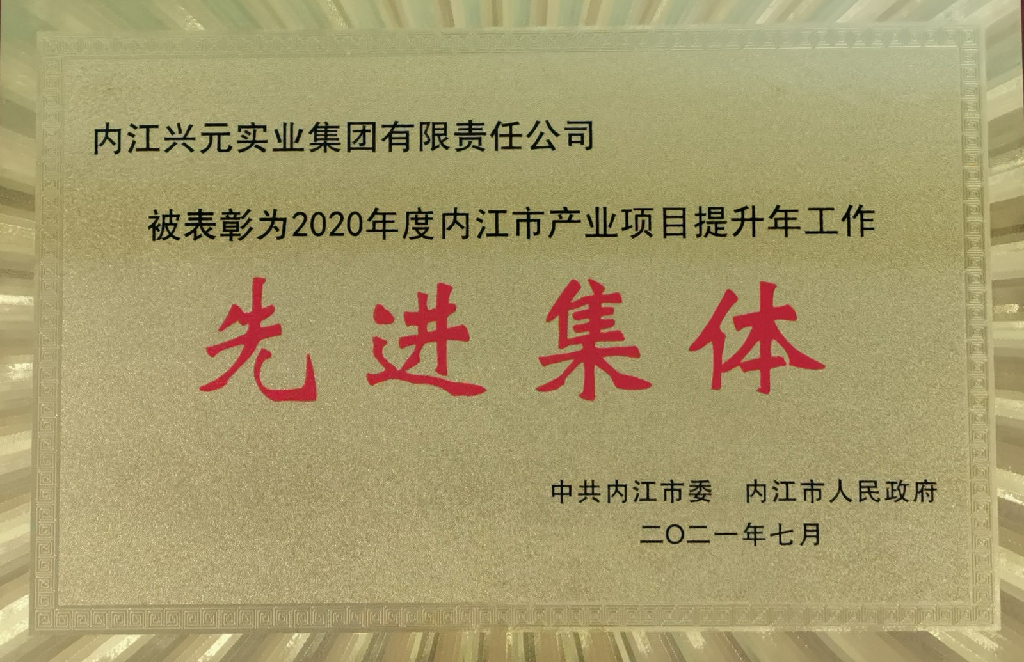 内江兴元实业集团有限责任公司
被表彰为2020年度内江市产业项目提升年工作
先进集体
中共内江市委 内江市人民政府
二〇二一年七月